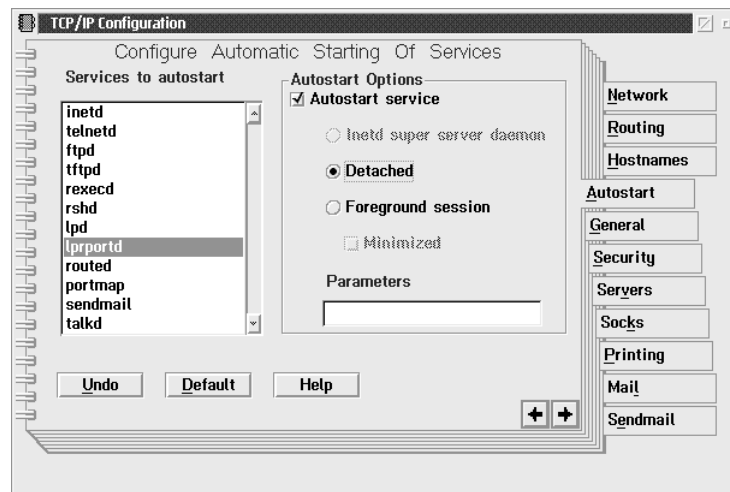 TCP/IP Configuration
Configure Automatic Starting Of Services
Services to autostart
inetd
telnetd
ftpd
tftpd
rexecd
rshd
lpd
lprportd
routed
portmap
sendmail
talkd
Autostart Options
Autostart service
Inetd super server daemon
Detached
Foreground session
Minimized
Parameters
Undo
Default
Help
Network
Routing
Hostnames
Autostart
General
Security
Servers
Socks
Printing
Mail
Sendmail